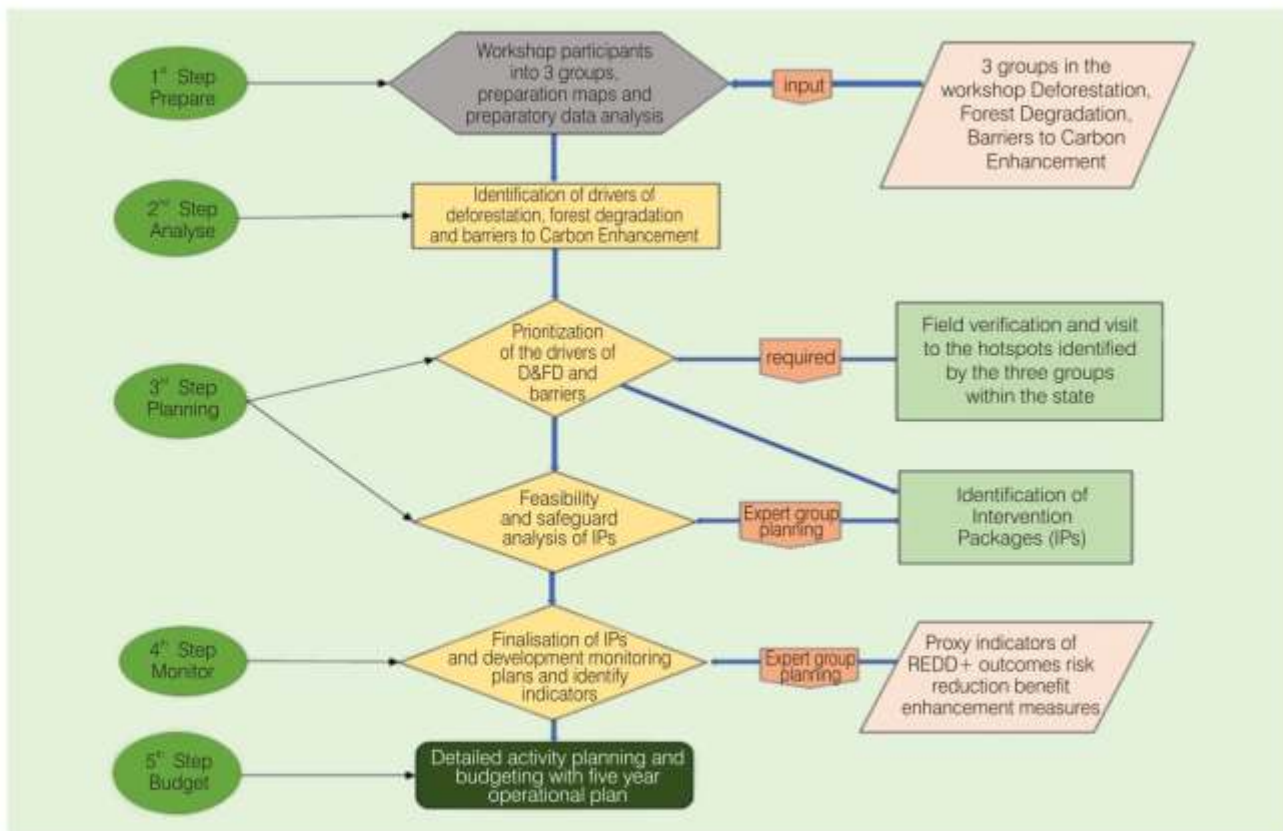 1st Step
Prepare
Workshop participants
into 3 groups,
preparation maps and
preparatory data analysis
input
3 groups in the
workshop Deforestation,
Forest Degradation,
Barriers to Carbon
Enhancement
2nd Step
Analyse
Identification of drivers of
deforestation, forest degradation
and barriers to Carbon Enhancement
3rd Step
Planning
Prioritization
of the drivers of
D&FD and
barriers
required
Field verification and visit
to the hotspots identified
by the three groups
within the state
Feasibility
and safeguard
analysis of IPs
Expert group
planning
Identification of
Intervention
Packages (IPs)
4th Step
Monitor
Finalisation of IPs
and development monitoring
plans and identify
indicators
Expert group
planning
Proxy indicators of
REDD+ outcomes risk
reduction benefit
enhancement measures
5th Step
Budget
Detailed activity planning and
budgeting with five year
operational plan